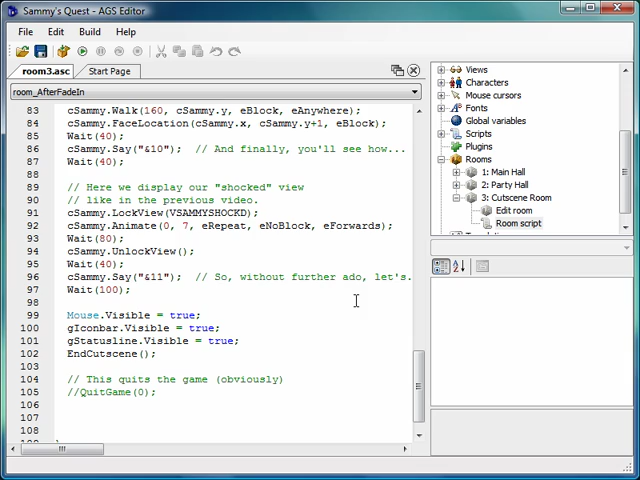 Sammy's Quest - AGS Editor
File Edit Build Help
room3.asc Start Page
room_AfterFadeIn
83 cSammy.Walk(160, cSammy.y, eBlock, eAnywhere);
84 cSammy.FaceLocation(cSammy.x, cSammy.y+1, eBlock);
85 Wait(40);
86 cSammy.Say("&10"); // And finally, you'll see how...
87 Wait(40);
88
89 // Here we display our "shocked" view
90 // like in the previous video.
91 cSammy.LockView(VSAMMYSHOCKD);
92 cSammy.Animate(0, 7, eRepeat, eNoBlock, eForwards);
93 Wait(80);
94 cSammy.UnlockView();
95 Wait(40);
96 cSammy.Say("&11"); // So, without further ado, let's.
97 Wait(100);
98
99 Mouse.Visible = true;
100 gIconbar.Visible = true;
101 gStatusline.Visible = true;
102 EndCutscene();
103
104 // This quits the game (obviously)
105 //QuitGame(0);
106
107
108
Views
Characters
Mouse cursors
Fonts
Global variables
Scripts
Plugins
Rooms
1: Main Hall
2: Party Hall
3: Cutscene Room
Edit room
Room script